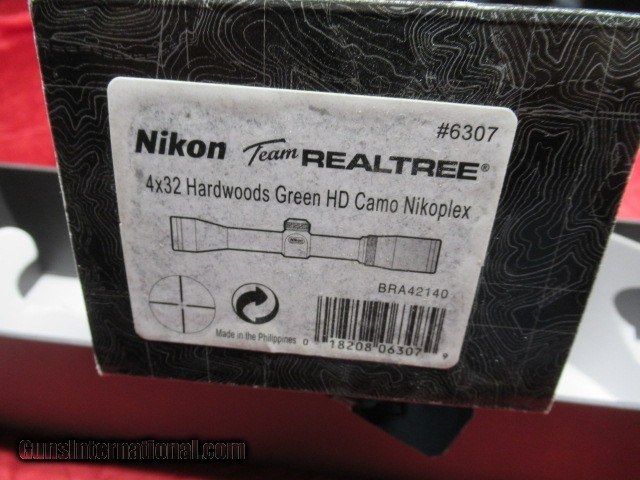 #6307
Nikon Team REALTREE®
4x32 Hardwoods Green HD Camo Nikoplex
Nikon
BRA42140
Made in the Philippines
0 18208 06307 9
GunsInternational.com